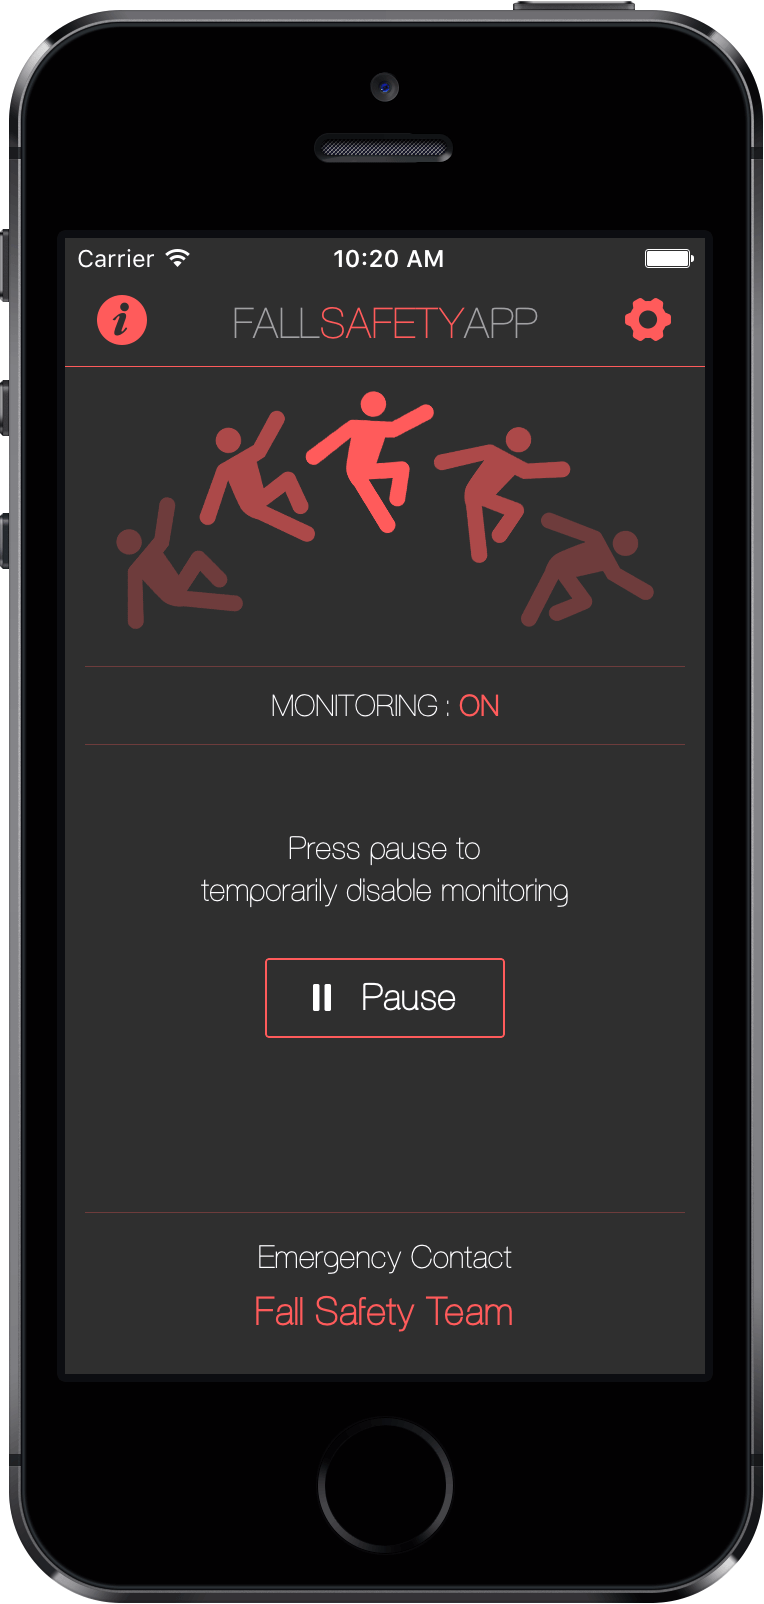 Carrier 10:20 AM
FALLSAFETYAPP
MONITORING : ON
Press pause to
temporarily disable monitoring
Pause
Emergency Contact
Fall Safety Team